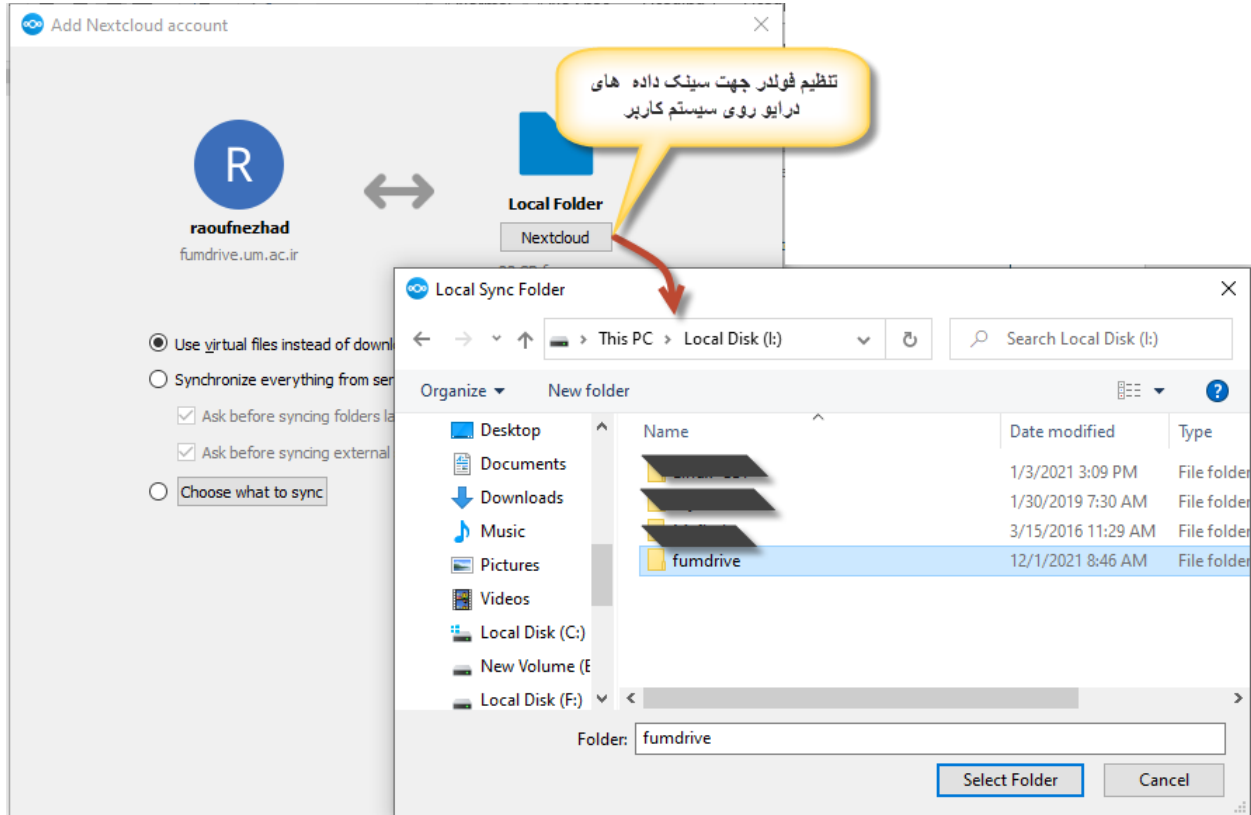 Add Nextcloud account
تنظیم فولدر جهت سینک داده های
درایو روی سیستم کاربر
R
raoufnezhad
fumdrive.um.ac.ir
Local Folder
Nextcloud
Use virtual files instead of
Synchronize everything from
Ask before syncing folders
Ask before syncing external
Choose what to sync
Local Sync Folder
This PC > Local Disk (I:)
Search Local Disk (I:)
Organize
New folder
?
Name
Date modified
Type
Desktop
Documents
Downloads
Music
Pictures
Videos
Local Disk (C:)
New Volume (E
Local Disk (F:)
1/3/2021 3:09 PM
File folder
1/30/2019 7:30 AM
File folder
3/15/2016 11:29 AM
File folder
fumdrive
12/1/2021 8:46 AM
File folder
Folder:
fumdrive
Select Folder
Cancel